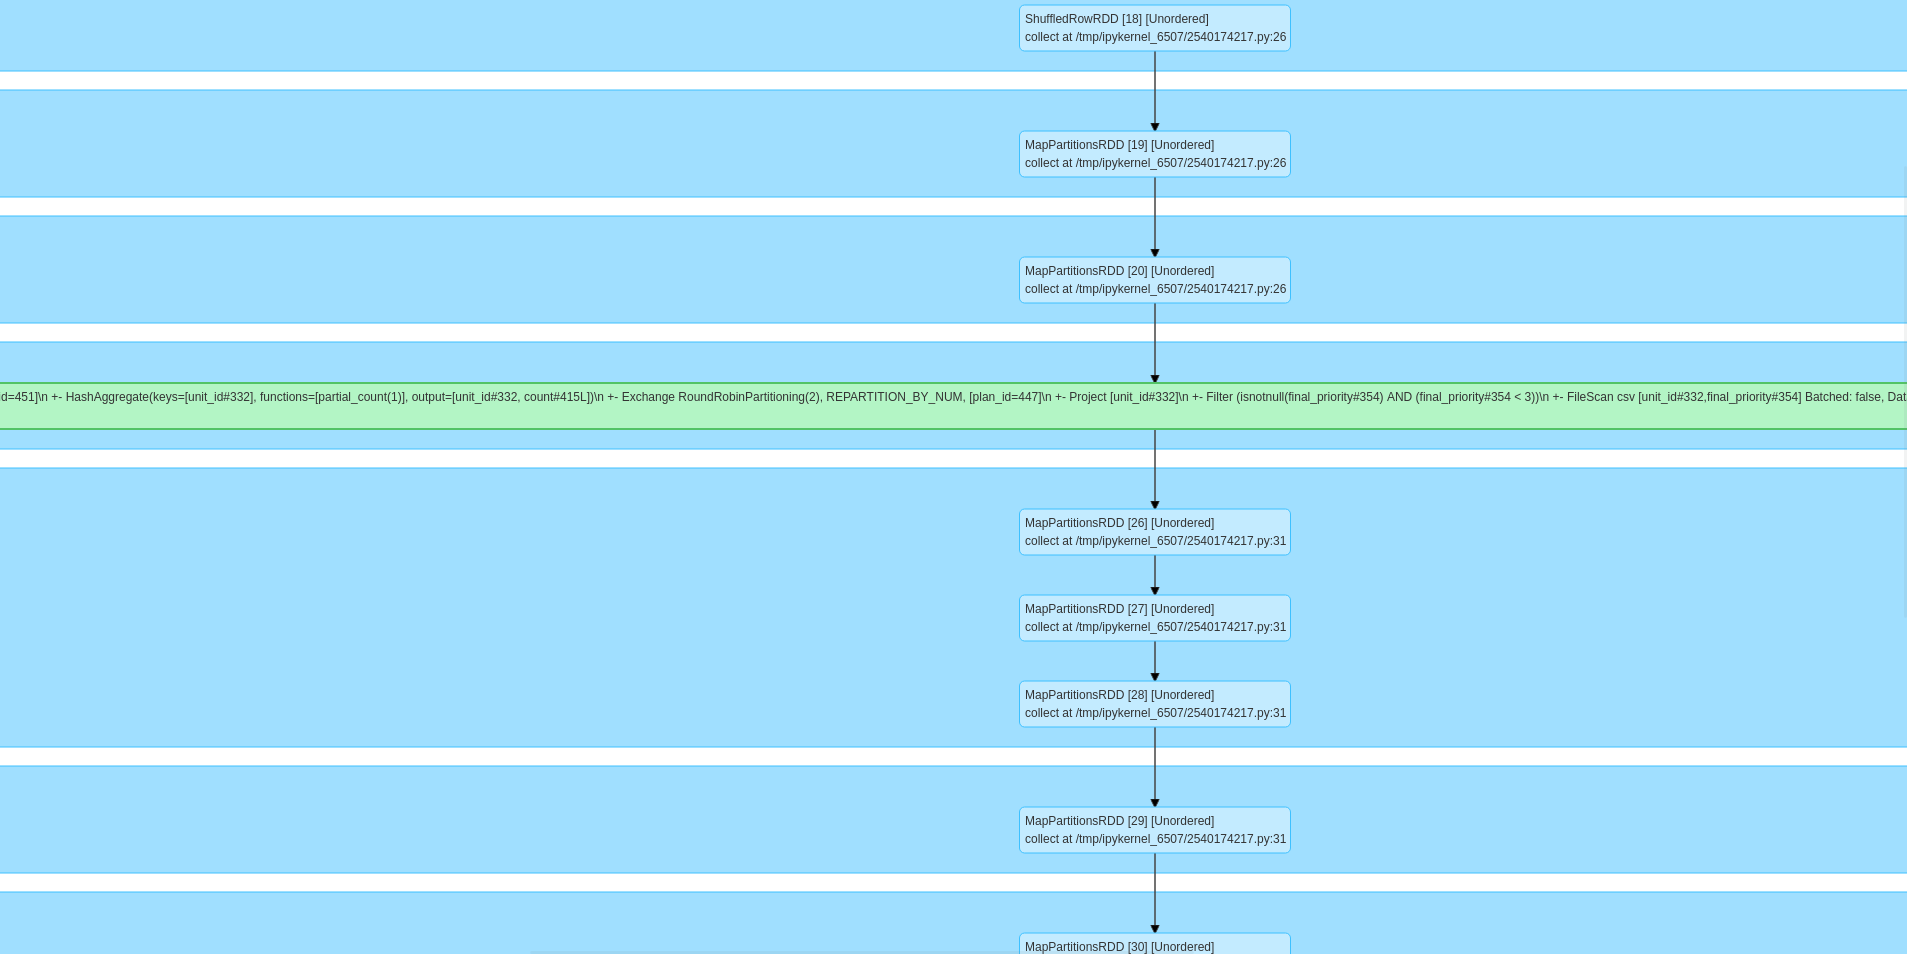 ShuffledRowRDD [18] [Unordered]
collect at /tmp/ipykernel_6507/2540174217.py:26
MapPartitionsRDD [19] [Unordered]
collect at /tmp/ipykernel_6507/2540174217.py:26
MapPartitionsRDD [20] [Unordered]
collect at /tmp/ipykernel_6507/2540174217.py:26
id=451]\n +- HashAggregate(keys=[unit_id#332], functions=[partial_count(1)], output=[unit_id#332, count#415L])\n +- Exchange RoundRobinPartitioning(2), REPARTITION_BY_NUM, [plan_id=447]\n +- Project [unit_id#332]\n +- Filter (isnotnull(final_priority#354) AND (final_priority#354 < 3))\n +- FileScan csv [unit_id#332,final_priority#354] Batched: false, Dat
MapPartitionsRDD [26] [Unordered]
collect at /tmp/ipykernel_6507/2540174217.py:31
MapPartitionsRDD [27] [Unordered]
collect at /tmp/ipykernel_6507/2540174217.py:31
MapPartitionsRDD [28] [Unordered]
collect at /tmp/ipykernel_6507/2540174217.py:31
MapPartitionsRDD [29] [Unordered]
collect at /tmp/ipykernel_6507/2540174217.py:31
MapPartitionsRDD [30] [Unordered]